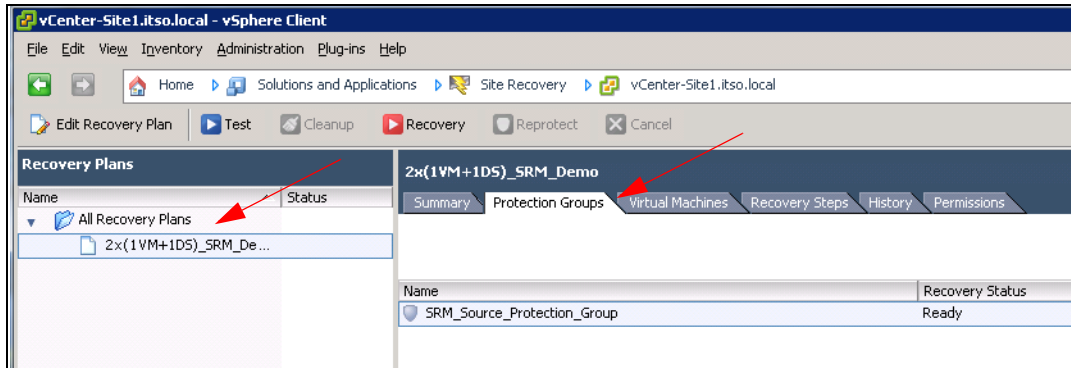 vCenter-Site1.itso.local - vSphere Client
File Edit View Inventory Administration Plug-ins Help
Home Solutions and Applications Site Recovery vCenter-Site1.itso.local
Edit Recovery Plan Test Cleanup Recovery Reprotect Cancel
Recovery Plans
Name Status
All Recovery Plans
2x(1VM+1DS)_SRM_De...
2x(1VM+1DS)_SRM_Demo
Summary Protection Groups Virtual Machines Recovery Steps History Permissions
Name Recovery Status
SRM_Source_Protection_Group Ready